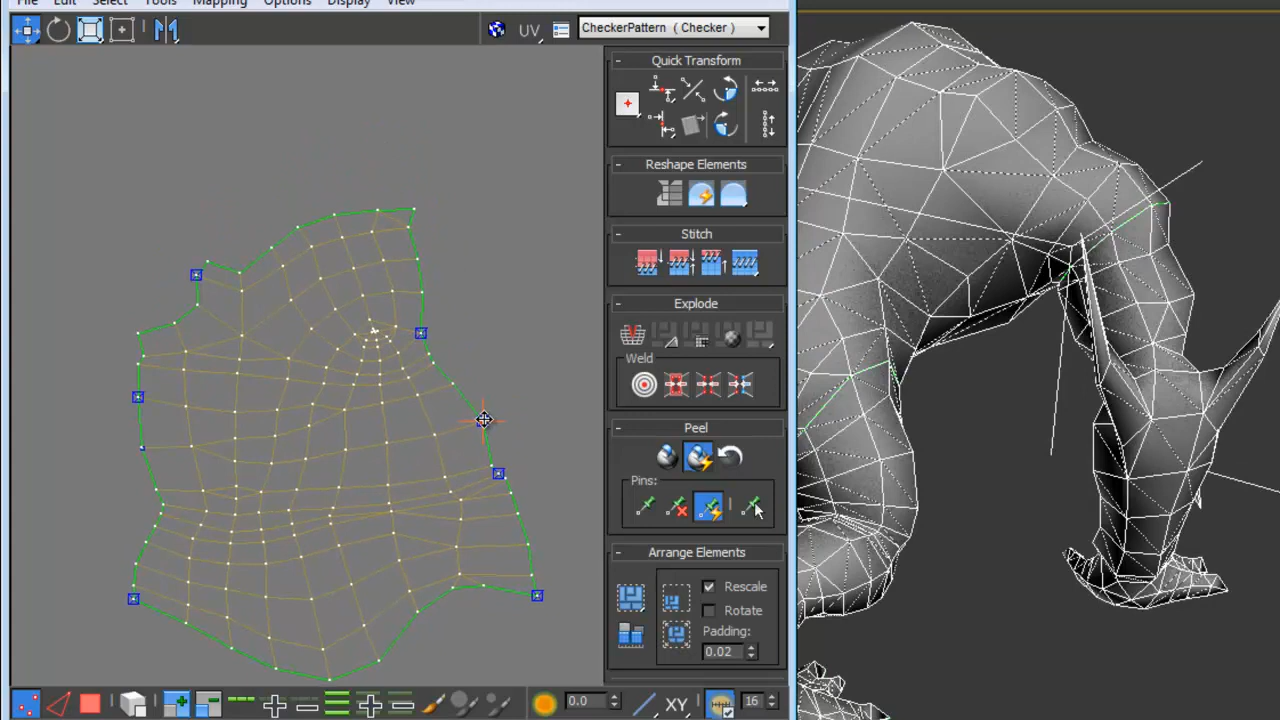 File Edit Select Tools Mapping Options Display View
UV CheckerPattern ( Checker )
Quick Transform
Reshape Elements
Stitch
Explode
Weld
Peel
Pins:
Arrange Elements
Rescale
Rotate
Padding:
0.02
0.0 XY 16